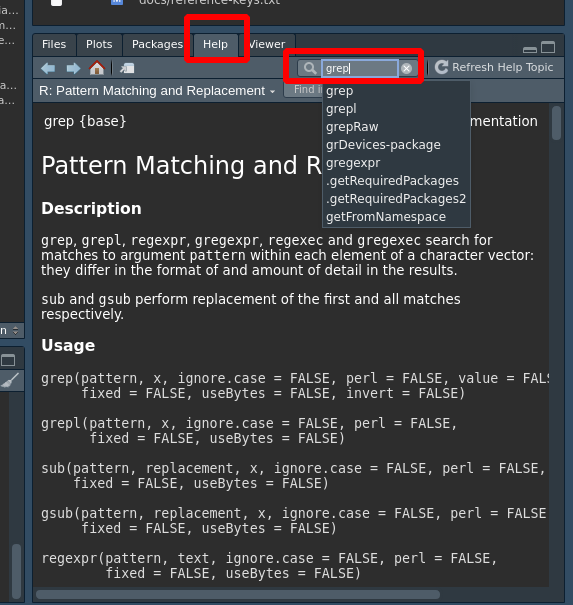 docs/reference-keys.txt
Files Plots Packages Help Viewer
grep Refresh Help Topic
R: Pattern Matching and Replacement Find in
grep
grepl
grepRaw
grDevices-package
gregexpr
.getRequiredPackages
.getRequiredPackages2
getFromNamespace
grep {base} mentation
Pattern Matching and R
Description
grep, grepl, regexpr, gregexpr, regexec and gregexec search for
matches to argument pattern within each element of a character vector:
they differ in the format of and amount of detail in the results.
sub and gsub perform replacement of the first and all matches
respectively.
Usage
grep(pattern, x, ignore.case = FALSE, perl = FALSE, value = FALS
fixed = FALSE, useBytes = FALSE, invert = FALSE)
grepl(pattern, x, ignore.case = FALSE, perl = FALSE,
fixed = FALSE, useBytes = FALSE)
sub(pattern, replacement, x, ignore.case = FALSE, perl = FALSE,
fixed = FALSE, useBytes = FALSE)
gsub(pattern, replacement, x, ignore.case = FALSE, perl = FALSE
fixed = FALSE, useBytes = FALSE)
regexpr(pattern, text, ignore.case = FALSE, perl = FALSE,
fixed = FALSE, useBytes = FALSE)